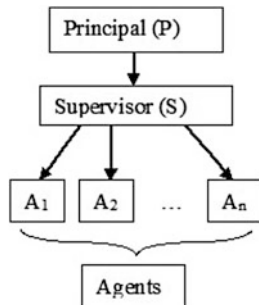 Principal (P)
Supervisor (S)
A₁ A₂ ... Aₙ
Agents